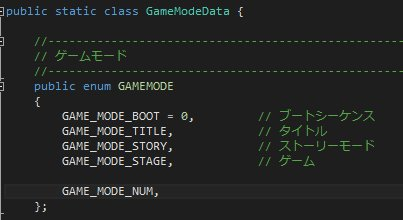 public static class GameModeData {
//------------------------------------------------
// ゲームモード
//------------------------------------------------
public enum GAMEMODE
{
GAME_MODE_BOOT = 0, // ブートシーケンス
GAME_MODE_TITLE, // タイトル
GAME_MODE_STORY, // ストーリーモード
GAME_MODE_STAGE, // ゲーム
GAME_MODE_NUM,
};